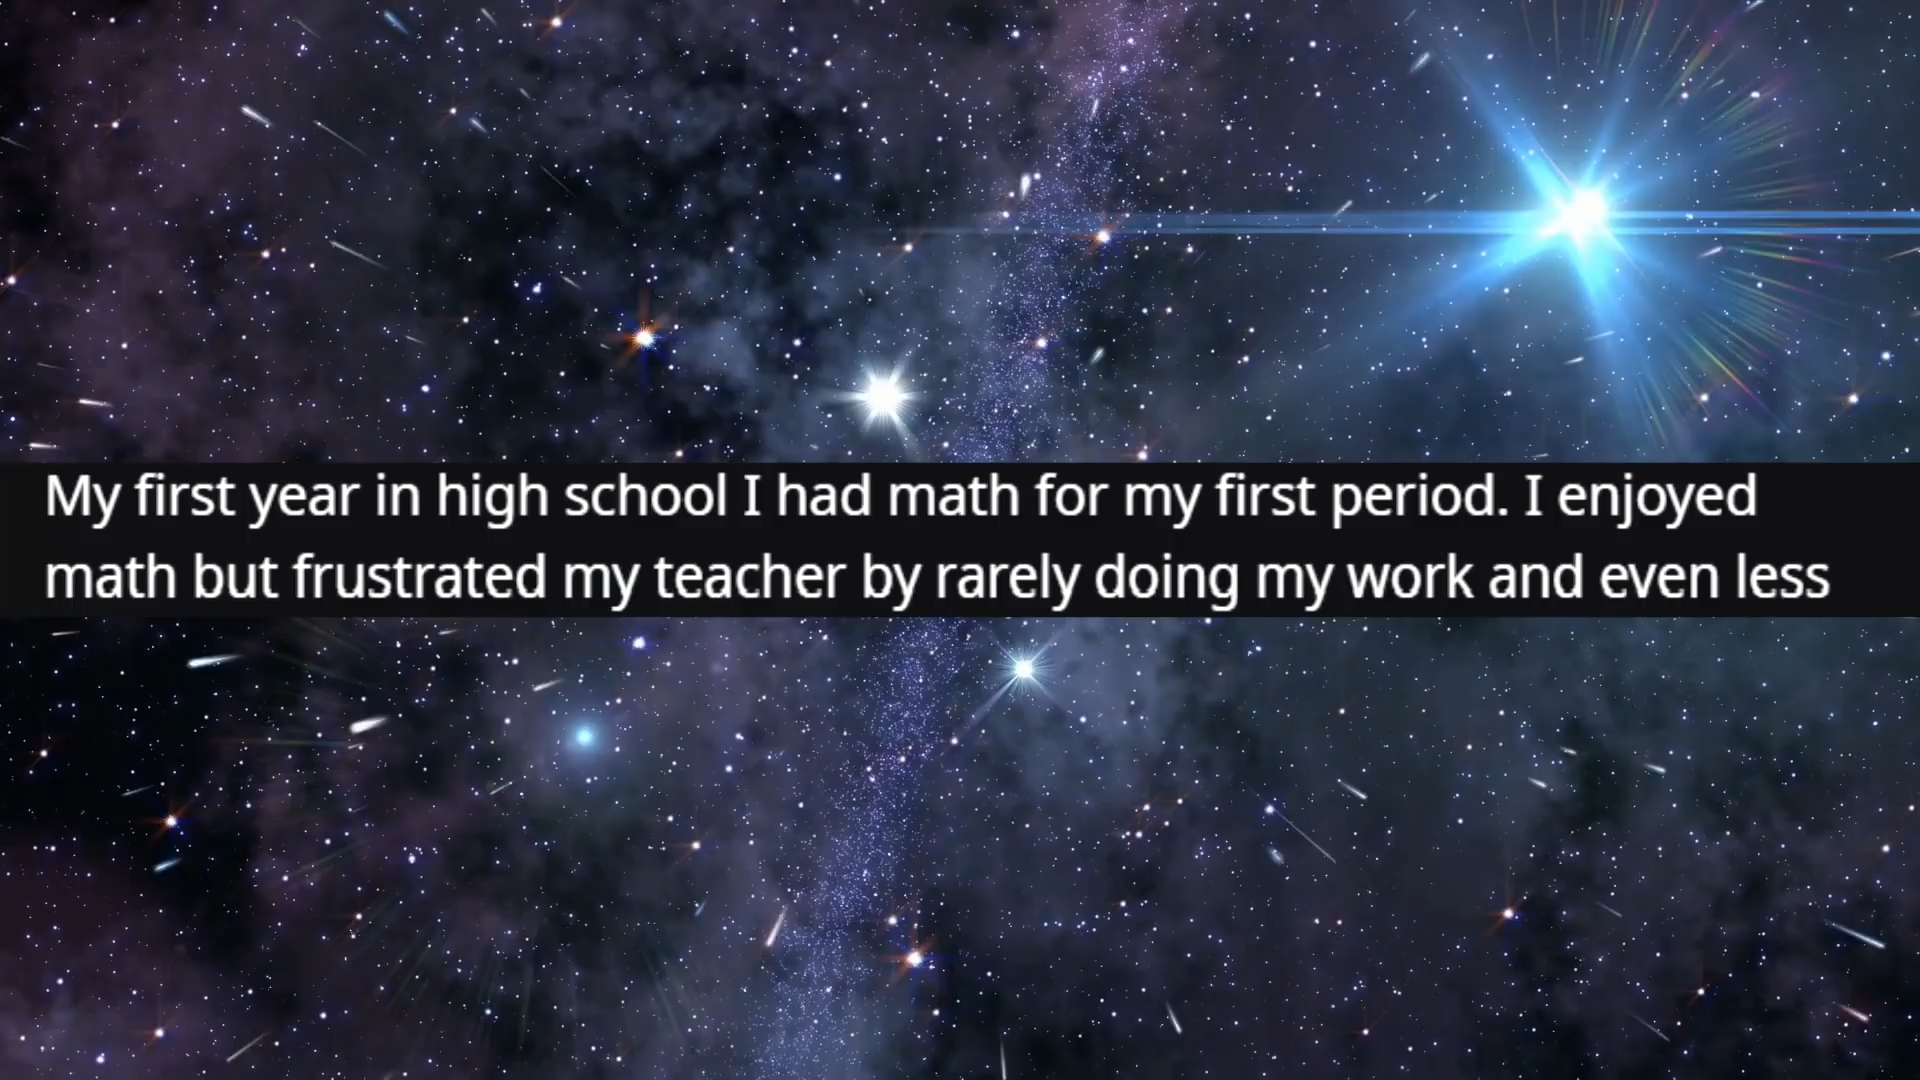 My first year in high school I had math for my first period. I enjoyed
math but frustrated my teacher by rarely doing my work and even less